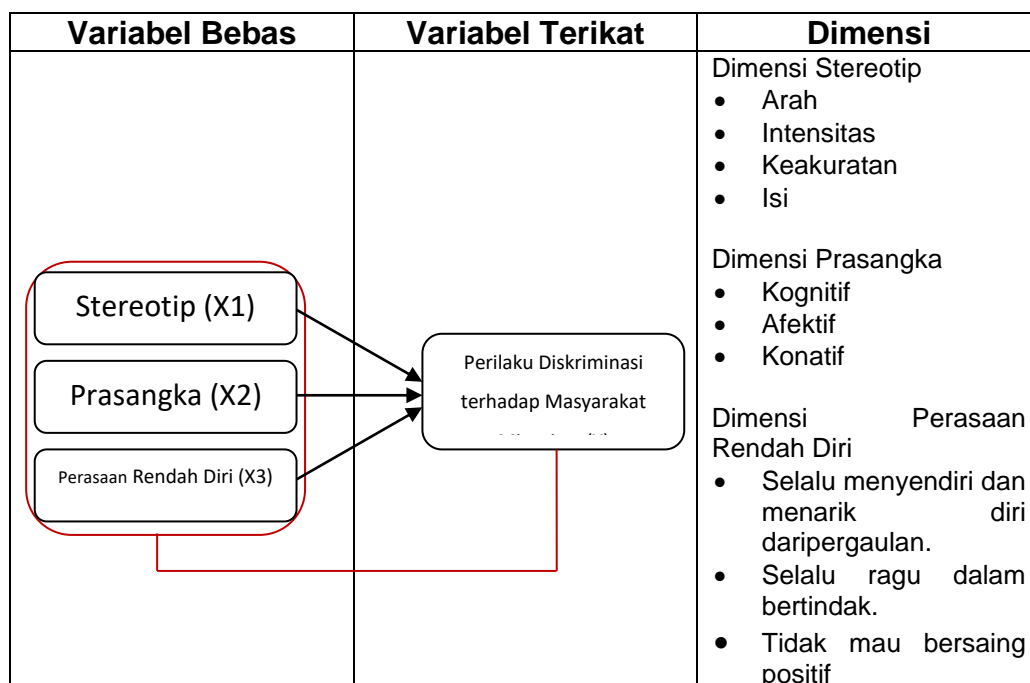 Variabel Bebas
Variabel Terikat
Dimensi
Stereotip (X1)
Prasangka (X2)
Perasaan Rendah Diri (X3)
Perilaku Diskriminasi
terhadap Masyarakat
Dimensi Stereotip
• Arah
• Intensitas
• Keakuratan
• Isi
Dimensi Prasangka
• Kognitif
• Afektif
• Konatif
Dimensi Perasaan
Rendah Diri
• Selalu menyendiri dan
menarik diri
daripergaulan.
• Selalu ragu dalam
bertindak.
• Tidak mau bersaing
positif